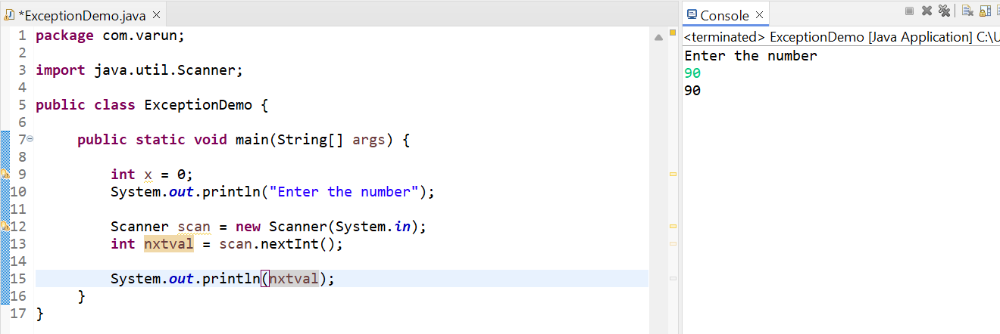 *ExceptionDemo.java
1 package com.varun;
2
3 import java.util.Scanner;
4
5 public class ExceptionDemo {
6
7 public static void main(String[] args) {
8
9 int x = 0;
10 System.out.println("Enter the number");
11
12 Scanner scan = new Scanner(System.in);
13 int nxtval = scan.nextInt();
14
15 System.out.println(nxtval);
16 }
17 }
Console
<terminated> ExceptionDemo [Java Application] C:\U
Enter the number
90
90